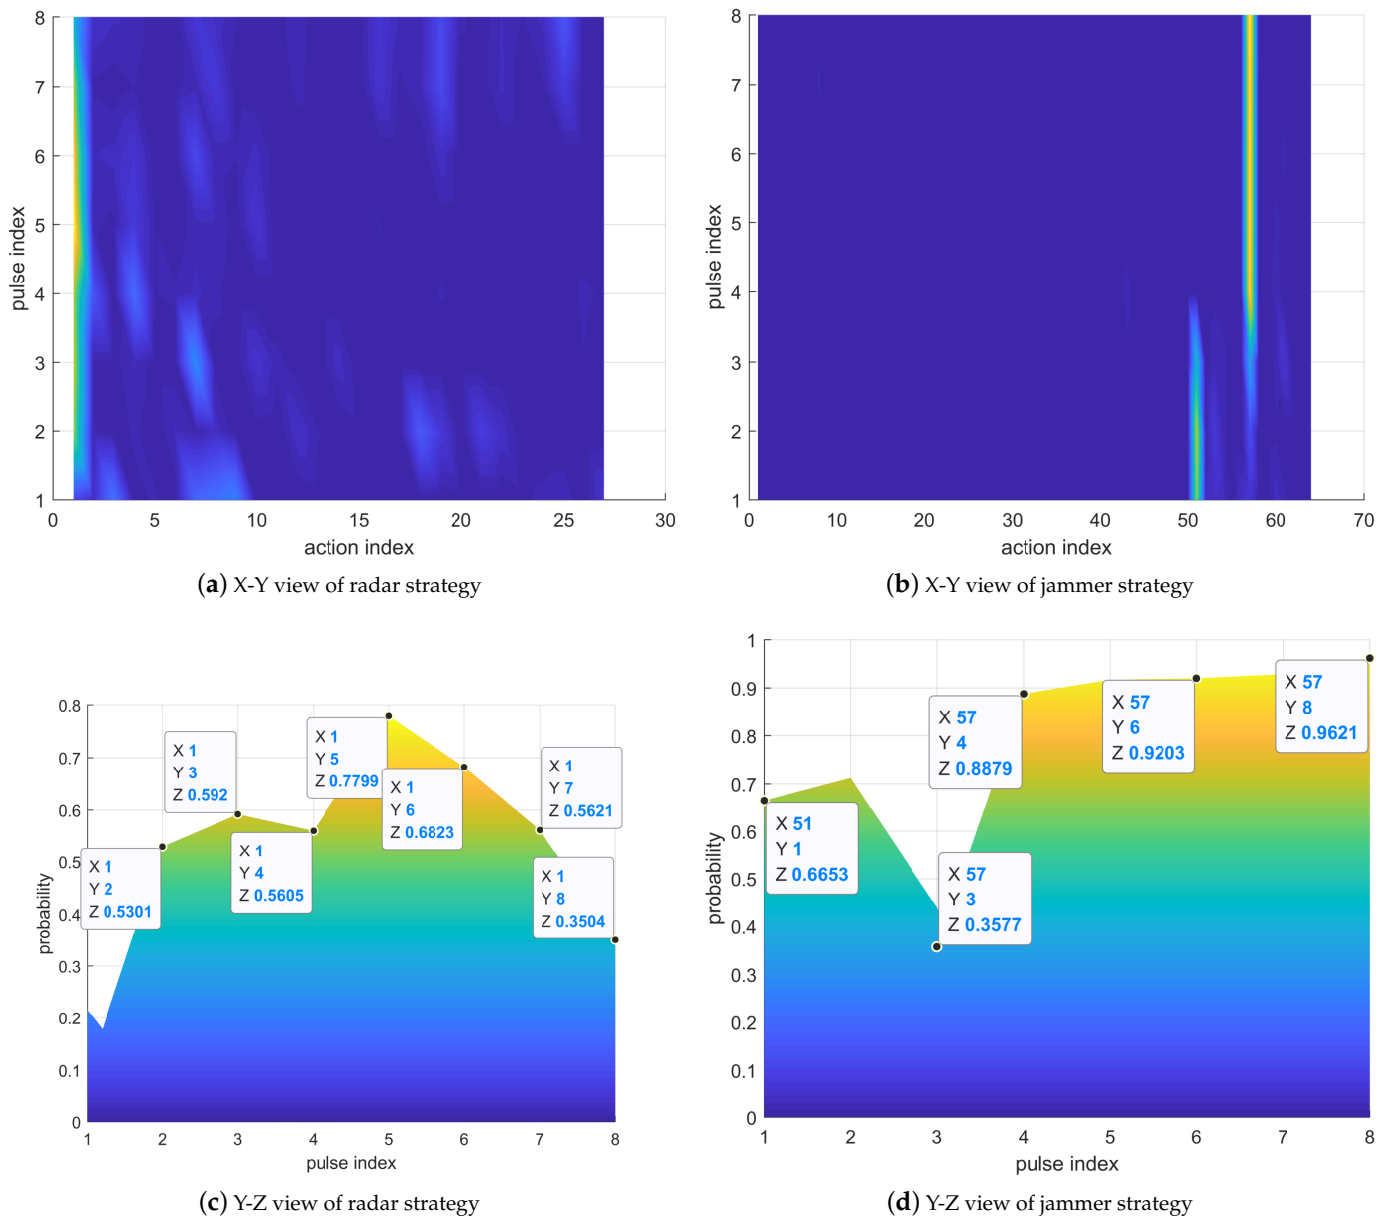 8
7
6
5
4
3
2
1
0
5
10
15
20
25
30
pulse index
action index
(a) X-Y view of radar strategy
8
7
6
5
4
3
2
1
0
10
20
30
40
50
60
70
pulse index
action index
(b) X-Y view of jammer strategy
0.8
0.7
0.6
0.5
0.4
0.3
0.2
0.1
0
probability
X 1
Y 2
Z 0.5301
X 1
Y 3
Z 0.592
X 1
Y 4
Z 0.5605
X 1
Y 5
Z 0.7799
X 1
Y 6
Z 0.6823
X 1
Y 7
Z 0.5621
X 1
Y 8
Z 0.3504
1
2
3
4
5
6
7
8
pulse index
(c) Y-Z view of radar strategy
1
0.9
0.8
0.7
0.6
0.5
0.4
0.3
0.2
0.1
0
probability
X 51
Y 1
Z 0.6653
X 57
Y 3
Z 0.3577
X 57
Y 4
Z 0.8879
X 57
Y 6
Z 0.9203
X 57
Y 8
Z 0.9621
1
2
3
4
5
6
7
8
pulse index
(d) Y-Z view of jammer strategy